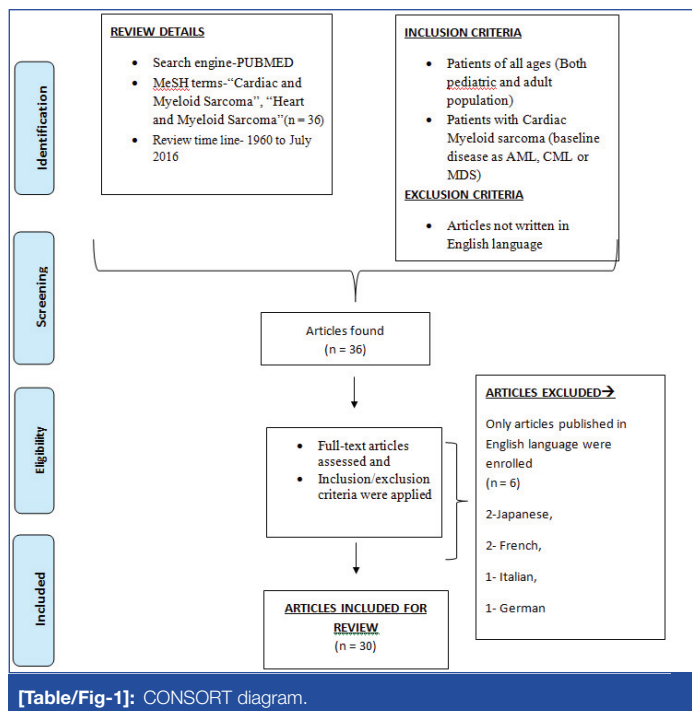 REVIEW DETAILS
• Search engine-PUBMED
• MeSH terms-“Cardiac and
Myeloid Sarcoma”, “Heart
and Myeloid Sarcoma”(n = 36)
• Review time line- 1960 to July
2016
INCLUSION CRITERIA
• Patients of all ages (Both
pediatric and adult
population)
• Patients with Cardiac
Myeloid sarcoma (baseline
disease as AML, CML or
MDS)
EXCLUSION CRITERIA
• Articles not written in
English language
Identification
Screening
Articles found
(n = 36)
Eligibility
• Full-text articles
assessed and
• Inclusion/exclusion
criteria were applied
ARTICLES EXCLUDED→
Only articles published in
English language were
enrolled
(n = 6)
2-Japanese,
2- French,
1- Italian,
1- German
Included
ARTICLES INCLUDED FOR
REVIEW
(n = 30)
[Table/Fig-1]: CONSORT diagram.